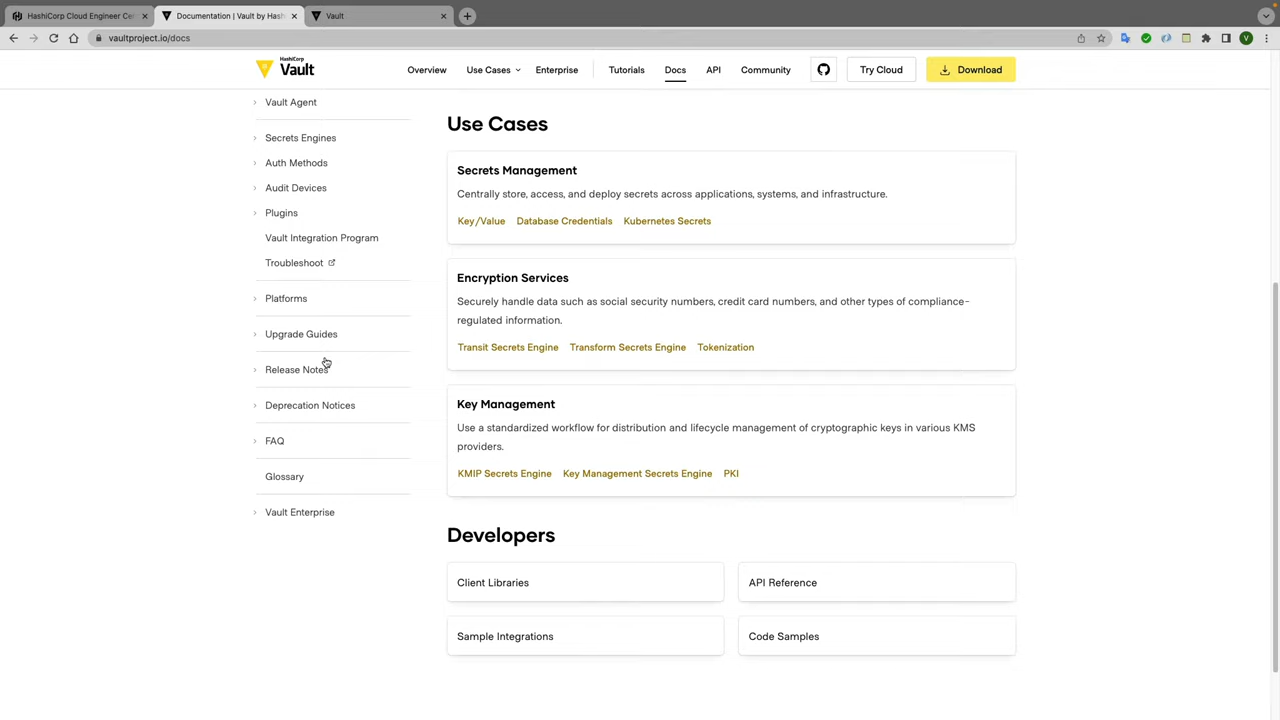 HashiCorp Cloud Engineer Cer
Documentation | Vault by Hash
Vault
vaultproject.io/docs
V
HashiCorp
Vault
Overview
Use Cases
Enterprise
Tutorials
Docs
API
Community
Try Cloud
Download
Vault Agent
Secrets Engines
Auth Methods
Audit Devices
Plugins
Vault Integration Program
Troubleshoot
Platforms
Upgrade Guides
Release Notes
Deprecation Notices
FAQ
Glossary
Vault Enterprise
Use Cases
Secrets Management
Centrally store, access, and deploy secrets across applications, systems, and infrastructure.
Key/Value Database Credentials Kubernetes Secrets
Encryption Services
Securely handle data such as social security numbers, credit card numbers, and other types of compliance-
regulated information.
Transit Secrets Engine Transform Secrets Engine Tokenization
Key Management
Use a standardized workflow for distribution and lifecycle management of cryptographic keys in various KMS
providers.
KMIP Secrets Engine Key Management Secrets Engine PKI
Developers
Client Libraries
API Reference
Sample Integrations
Code Samples